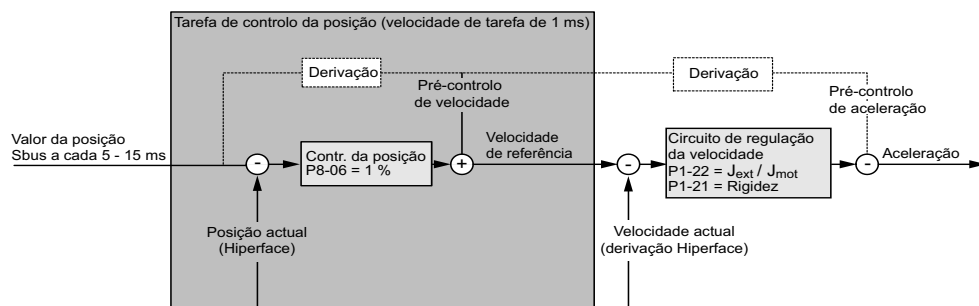 Tarefa de controlo da posição (velocidade de tarefa de 1 ms)
Derivação
Derivação
Pré-controlo
de velocidade
Pré-controlo
de aceleração
Valor da posição
Sbus a cada 5 - 15 ms
-
Contr. da posição
P8-06 = 1 %
+
Velocidade
de referência
-
Circuito de regulação
da velocidade
P1-22 = Jext / Jmot
P1-21 = Rigidez
-
Aceleração
Posição actual
(Hiperface)
Velocidade actual
(derivação Hiperface)